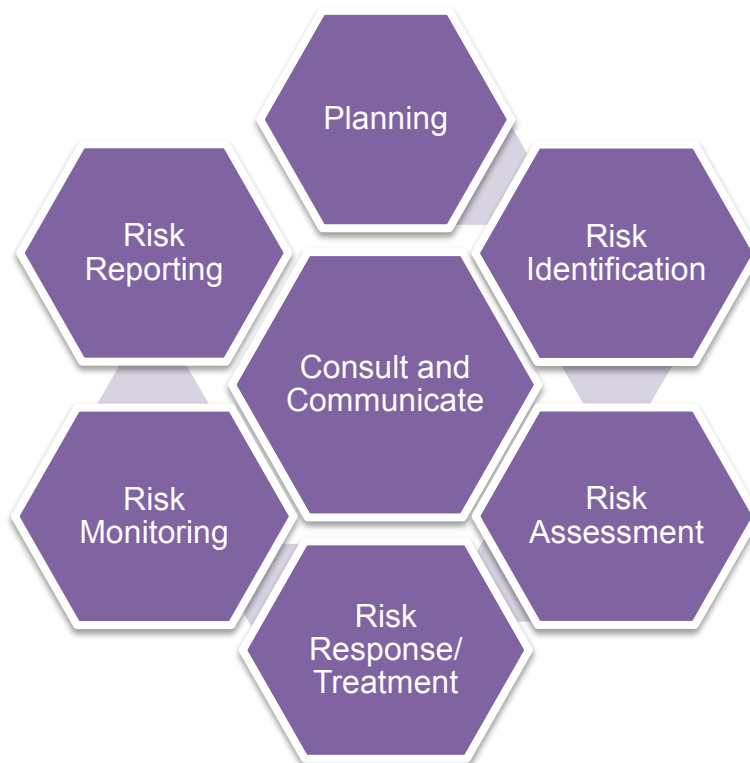 Planning
Risk
Identification
Risk
Assessment
Risk
Response/
Treatment
Risk
Monitoring
Risk
Reporting
Consult and
Communicate